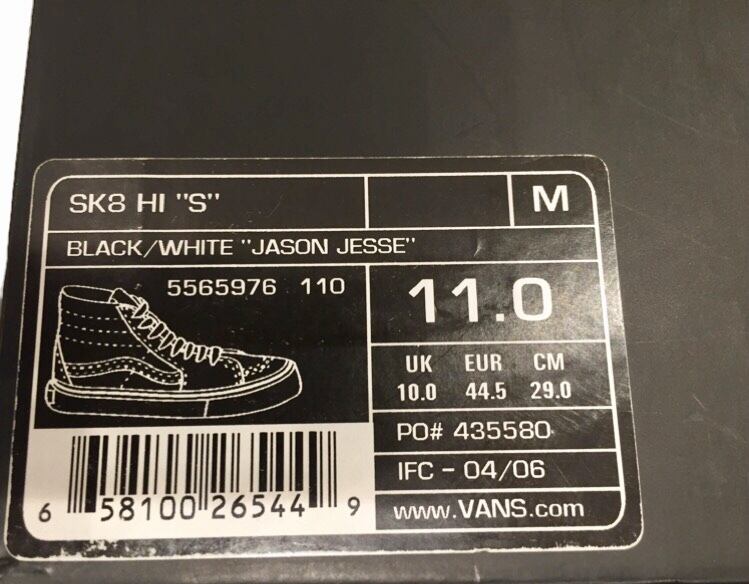 SK8 HI "S" M
BLACK/WHITE "JASON JESSE"
5565976 110
11.0
UK EUR CM
10.0 44.5 29.0
PO# 435580
IFC - 04/06
www.VANS.com
6 58100 26544 9